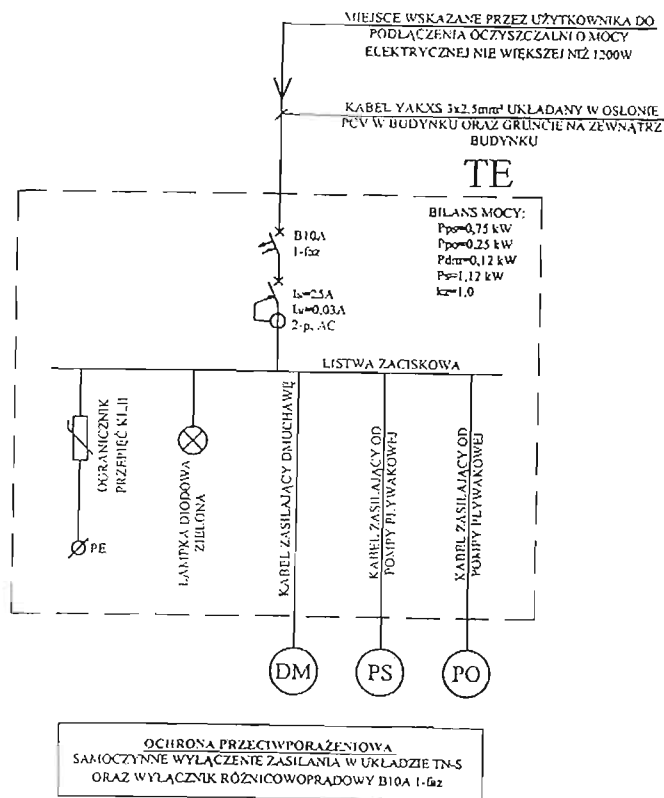 MIEJSCE WSKAZANE PRZEZ UŻYTKOWNIKA DO
PODŁĄCZENIA OCZYSZCZALNI O MOCY
ELEKTRYCZNEJ NIE WIĘKSZEJ NIŻ 1200W
KABEL YAKXS 3x2.5mm² UKŁADANY W OSŁONIE
PCV W BUDYNKU ORAZ GRUNCIE NA ZEWNĄTRZ
BUDYNKU
TE
BILANS MOCY:
Pps=0,75 kW
Ppo=0,25 kW
Pdm=0,12 kW
Ps=1,12 kW
kz=1,0
B10A
1-faz
=25A
=0,03A
2-p, AC
LISTWA ZACISKOWA
OGRANICZNIK
PRZEPIĘĆ KL.II
PE
LAMPKA DIODOWA
ZIELONA
KABEL ZASILAJĄCY DMUCHAWĘ
KABEL ZASILAJĄCY OD
POMPY PŁYWAKOWEJ
KABEL ZASILAJĄCY OD
POMPY PŁYWAKOWEJ
DM
PS
PO
OCHRONA PRZECIWPORAŻENIOWA
SAMOCZYNNE WYŁĄCZENIE ZASILANIA W UKŁADZIE TN-S
ORAZ WYŁĄCZNIK RÓŻNICOWOPRĄDOWY B10A 1-faz